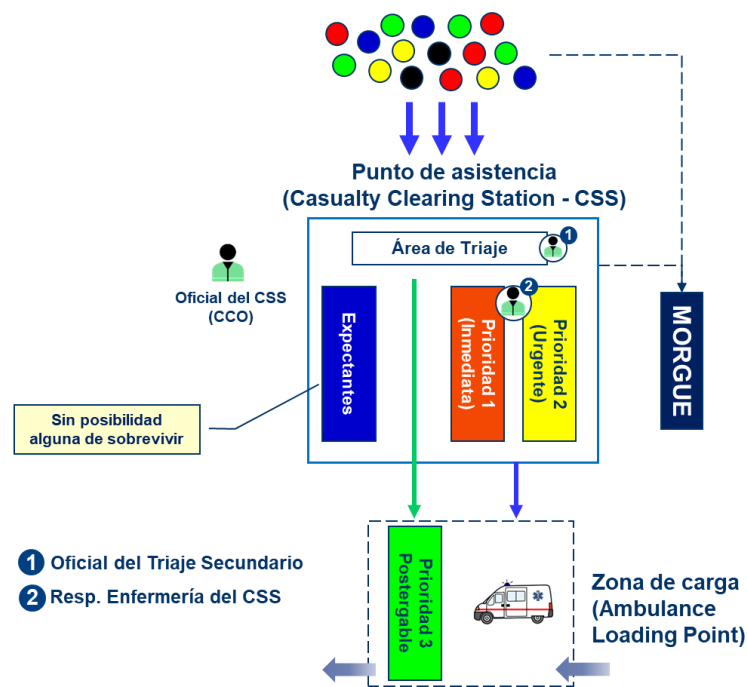 Punto de asistencia
(Casualty Clearing Station - CSS)
Área de Triaje
1
Oficial del CSS
(CCO)
2
Expectantes
Prioridad 1
(Inmediata)
Prioridad 2
(Urgente)
MORGUE
Sin posibilidad
alguna de sobrevivir
1 Oficial del Triaje Secundario
2 Resp. Enfermería del CSS
Prioridad 3
Postergable
Zona de carga
(Ambulance
Loading Point)